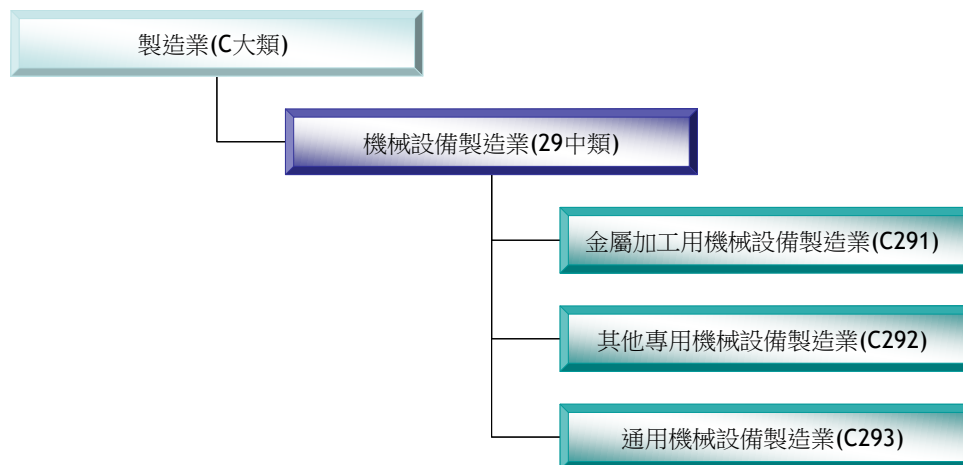 製造業(C大類)
機械設備製造業(29中類)
金屬加工用機械設備製造業(C291)
其他專用機械設備製造業(C292)
通用機械設備製造業(C293)